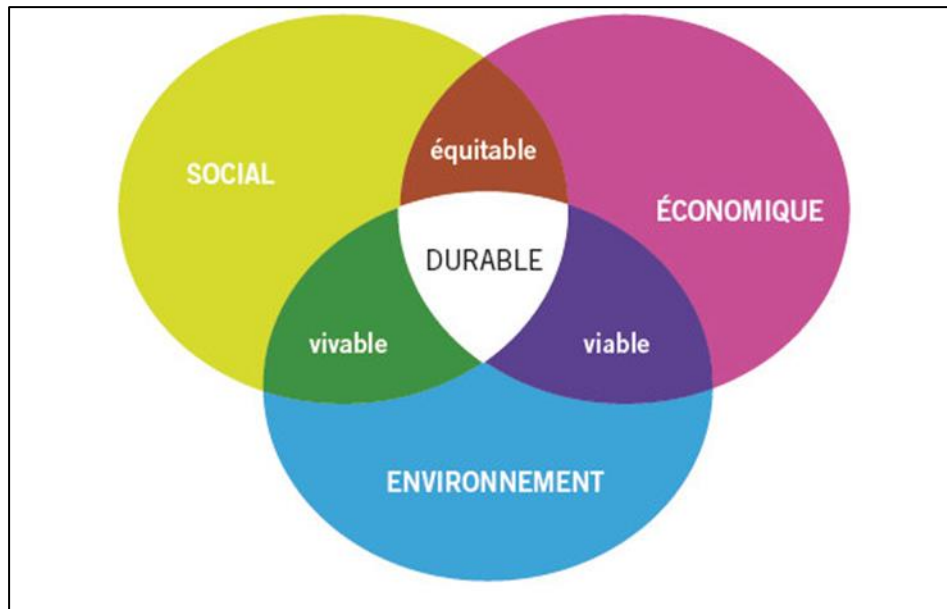 équitable
SOCIAL
ÉCONOMIQUE
DURABLE
vivable
viable
ENVIRONNEMENT